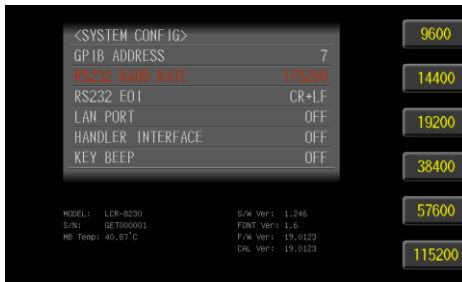 <SYSTEM CONFIG>
GPIB ADDRESS 7
RS232 BAUD RATE 115200
RS232 EOI CR+LF
LAN PORT OFF
HANDLER INTERFACE OFF
KEY BEEP OFF
MODEL: LCR-8230 S/W Ver: 1.246
S/N: GET000001 FONT Ver: 1.6
MB Temp: 40.87°C F/W Ver: 19.0123
CAL Ver: 19.0123
9600
14400
19200
38400
57600
115200